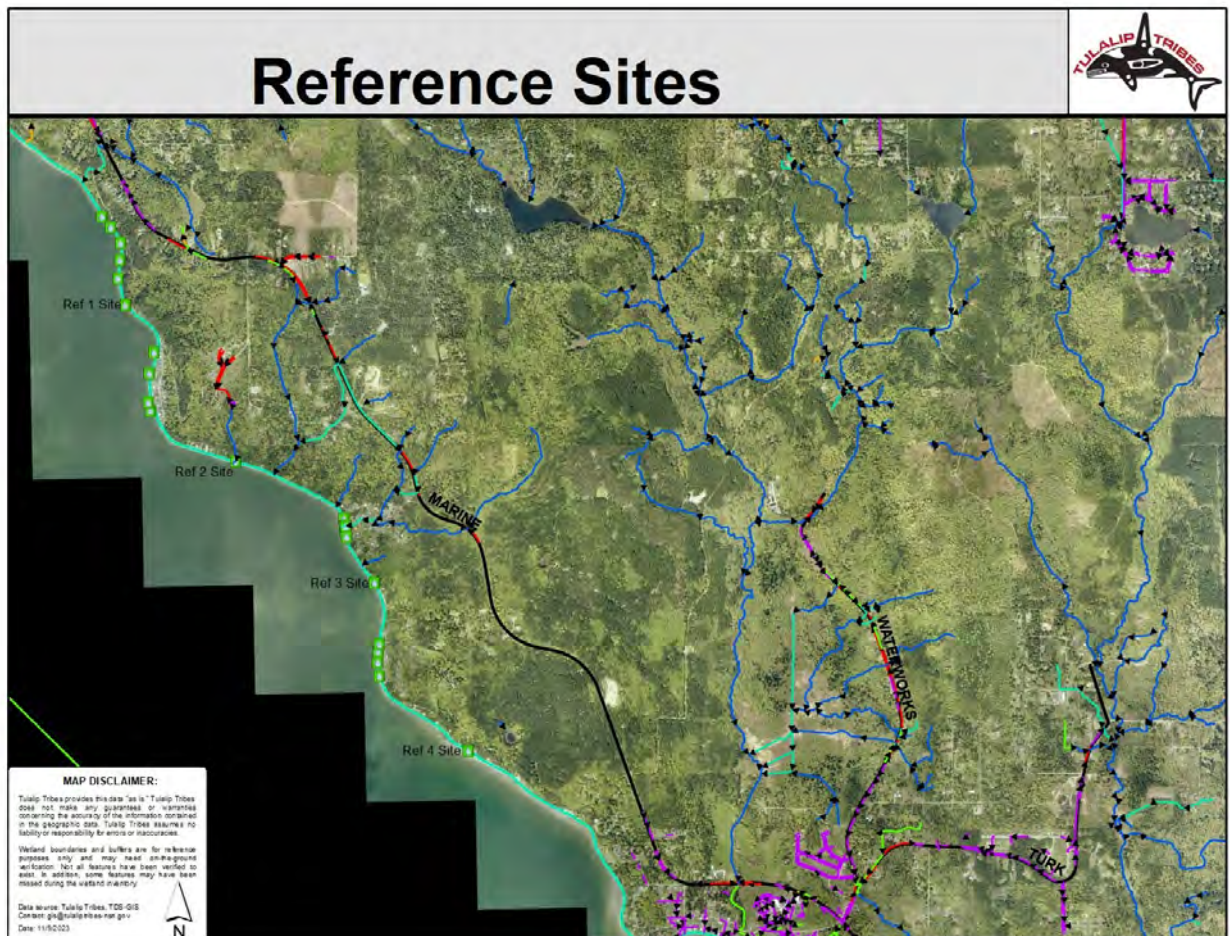 Reference Sites
TULALIP TRIBES
Ref 1 Site
Ref 2 Site
MARINE
Ref 3 Site
WATERWORKS
Ref 4 Site
TURK
MAP DISCLAIMER:
Tulalip Tribes provides this data "as is." Tulalip Tribes
does not make any guarantees or warranties
concerning the accuracy of the information contained
in the geographic data. Tulalip Tribes assumes no
liability or responsibility for errors or inaccuracies.
Wetland boundaries and buffers are for reference
purposes only and may need on-the-ground
verification. Not all features have been verified to
exist. In addition, some features may have been
missed during the wetland inventory.
Data source: Tulalip Tribes, TDS-GIS
Contact: gis@tulaliptribes-nsn.gov
Date: 11/9/2023
N